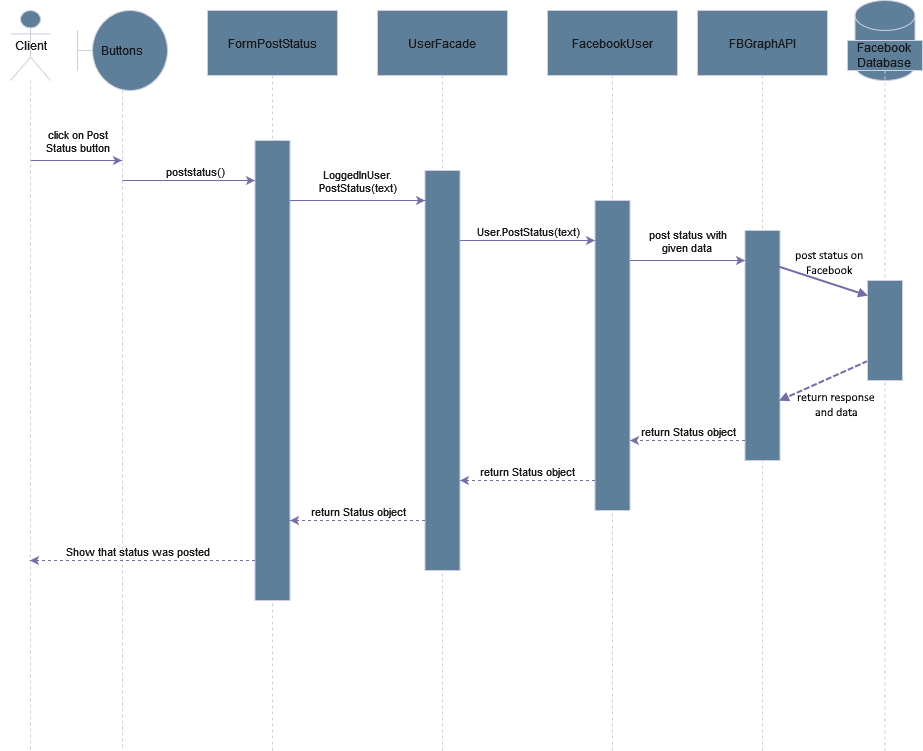 Client
Buttons
FormPostStatus
UserFacade
FacebookUser
FBGraphAPI
Facebook
Database
click on Post
Status button
poststatus()
LoggedInUser.
PostStatus(text)
User.PostStatus(text)
post status with
given data
post status on
Facebook
return response
and data
return Status object
return Status object
return Status object
Show that status was posted